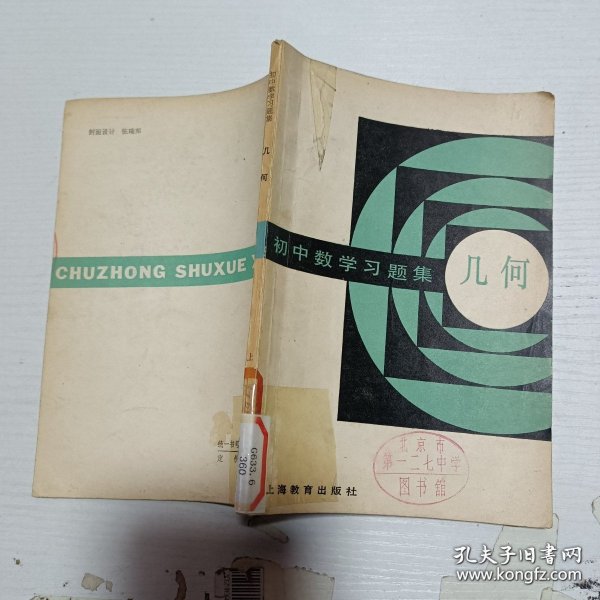 封面设计 张瑞邦
CHUZHONG SHUXUE
初中数学习题集
几何
上
G633.6
360
初中数学习题集
几何
北京市
第一二七中学
图书馆
上海教育出版社
孔夫子旧书网
www.kongfz.com